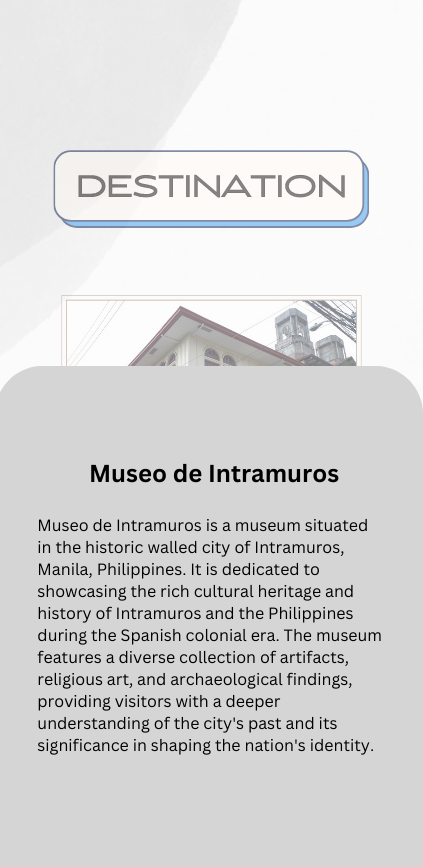 DESTINATION
Museo de Intramuros
Museo de Intramuros is a museum situated
in the historic walled city of Intramuros,
Manila, Philippines. It is dedicated to
showcasing the rich cultural heritage and
history of Intramuros and the Philippines
during the Spanish colonial era. The museum
features a diverse collection of artifacts,
religious art, and archaeological findings,
providing visitors with a deeper
understanding of the city's past and its
significance in shaping the nation's identity.